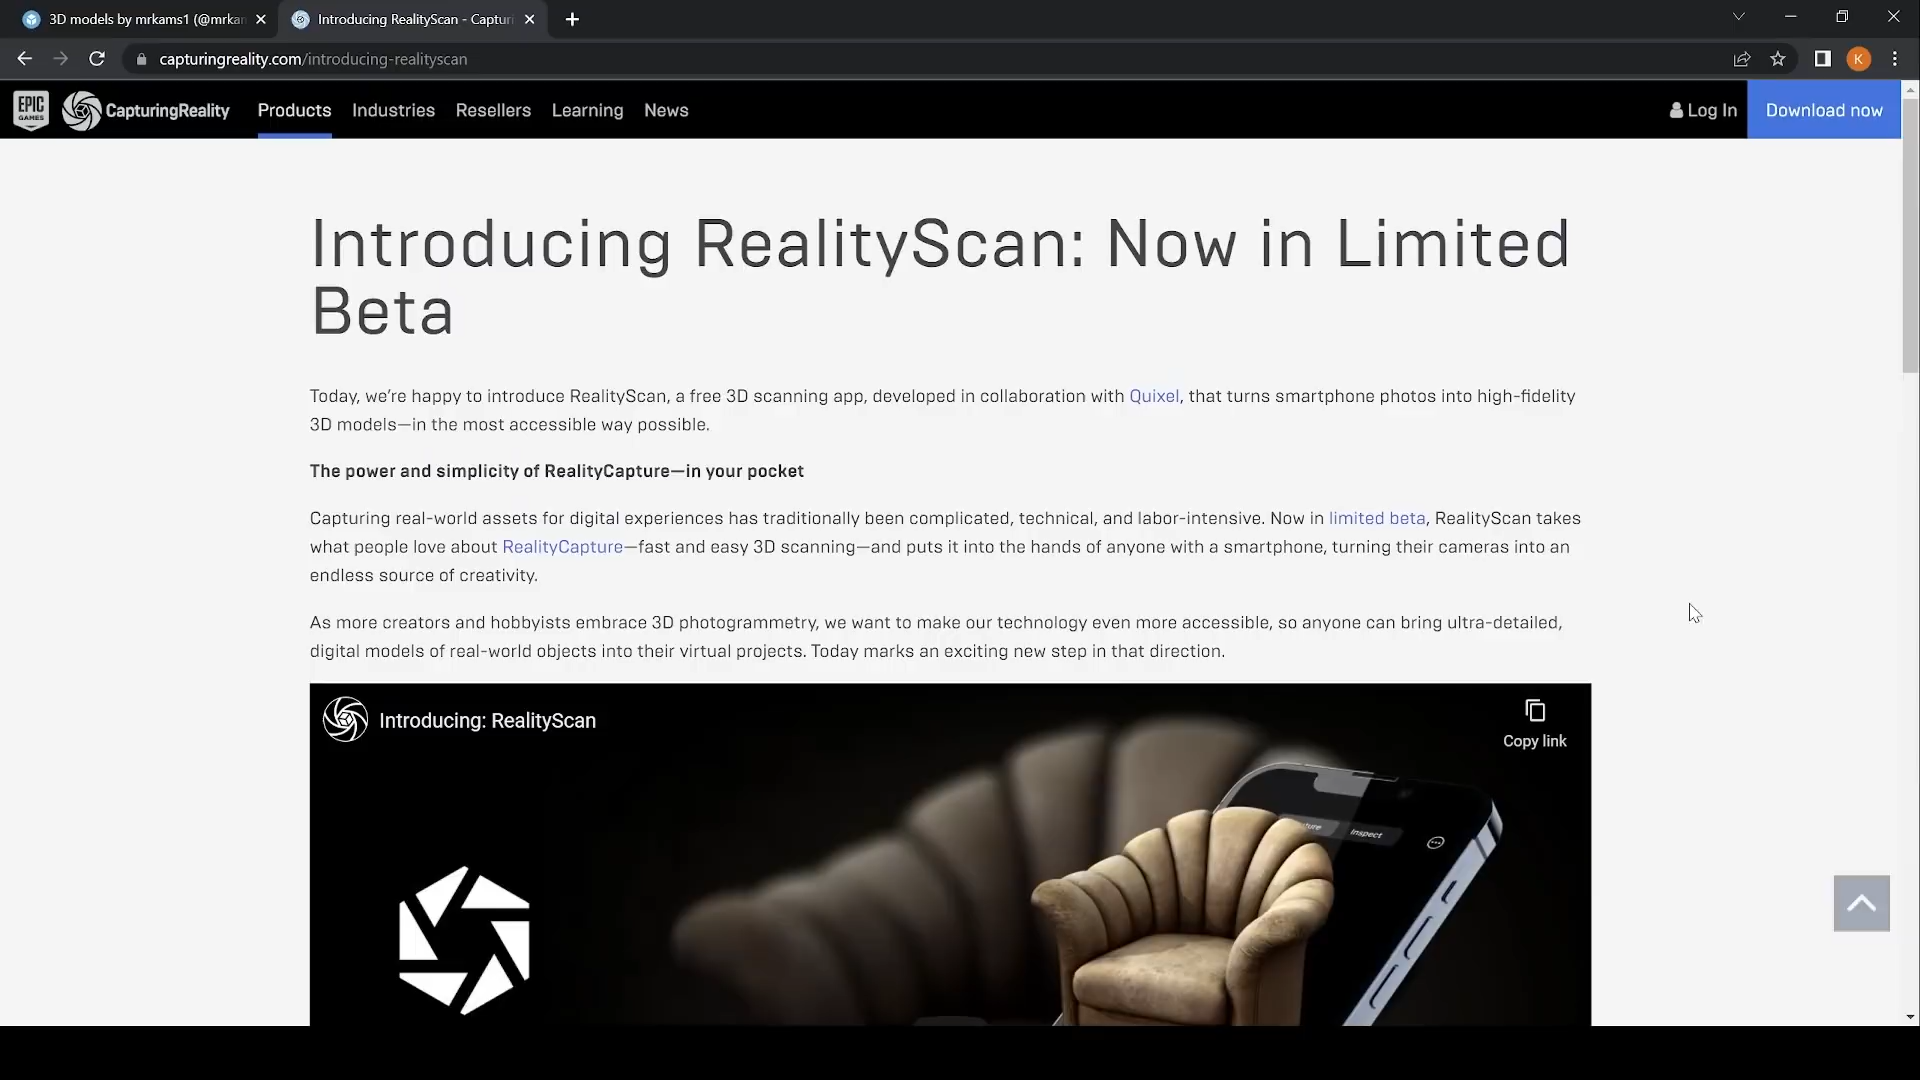 3D models by mrkams1 (@mrkam
Introducing RealityScan - Capturi
capturingreality.com/introducing-realityscan
K
EPIC GAMES
CapturingReality
Products
Industries
Resellers
Learning
News
Log In
Download now
Introducing RealityScan: Now in Limited
Beta
Today, we’re happy to introduce RealityScan, a free 3D scanning app, developed in collaboration with Quixel, that turns smartphone photos into high-fidelity
3D models—in the most accessible way possible.
The power and simplicity of RealityCapture—in your pocket
Capturing real-world assets for digital experiences has traditionally been complicated, technical, and labor-intensive. Now in limited beta, RealityScan takes
what people love about RealityCapture—fast and easy 3D scanning—and puts it into the hands of anyone with a smartphone, turning their cameras into an
endless source of creativity.
As more creators and hobbyists embrace 3D photogrammetry, we want to make our technology even more accessible, so anyone can bring ultra-detailed,
digital models of real-world objects into their virtual projects. Today marks an exciting new step in that direction.
Introducing: RealityScan
Copy link
Inspect